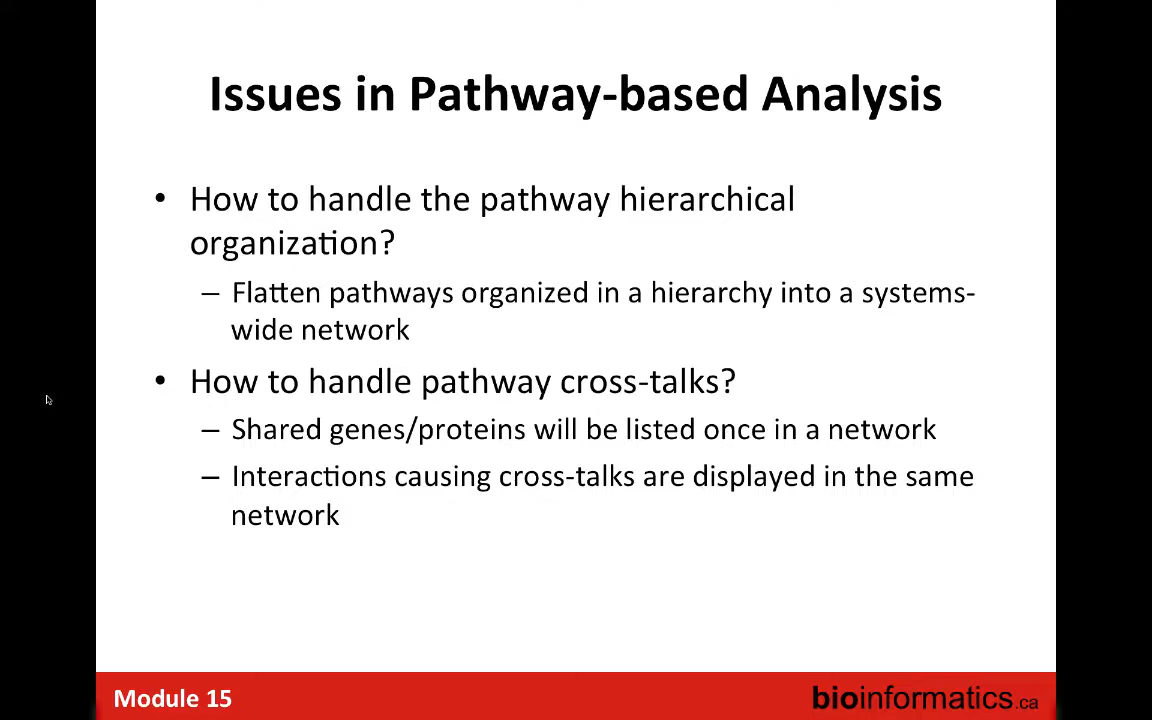 Issues in Pathway-based Analysis
• How to handle the pathway hierarchical
organization?
– Flatten pathways organized in a hierarchy into a systems-
wide network
• How to handle pathway cross-talks?
– Shared genes/proteins will be listed once in a network
– Interactions causing cross-talks are displayed in the same
network
Module 15
bioinformatics.ca